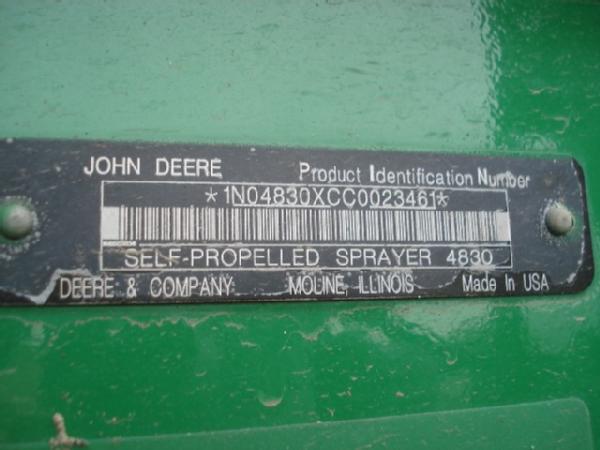 JOHN DEERE Product Identification Number
*1N04830XCC0023461*
SELF-PROPELLED SPRAYER 4830
DEERE & COMPANY MOLINE, ILLINOIS Made In USA